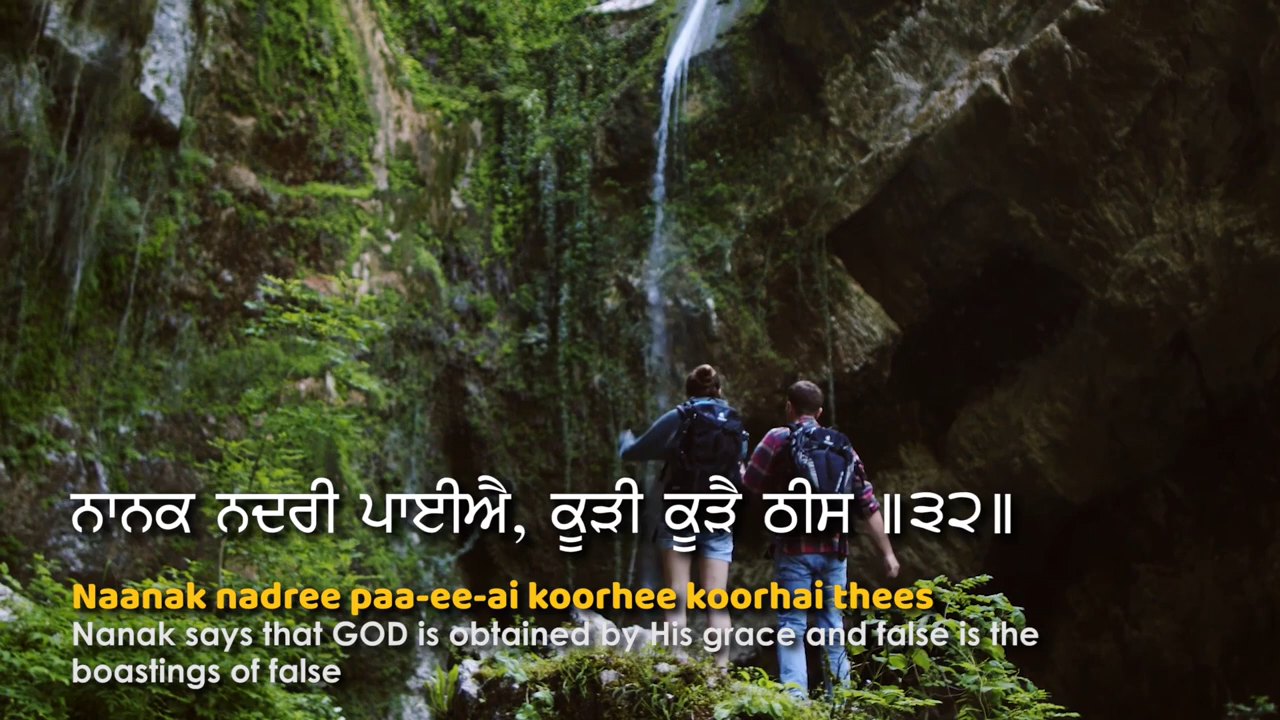 ਨਾਨਕ ਨਦਰੀ ਪਾਈਐ, ਕੂੜੀ ਕੂੜੈ ਠੀਸ ॥੩੨॥
Naanak nadree paa-ee-ai koorhee koorhai thees
Nanak says that GOD is obtained by His grace and false is the
boastings of false